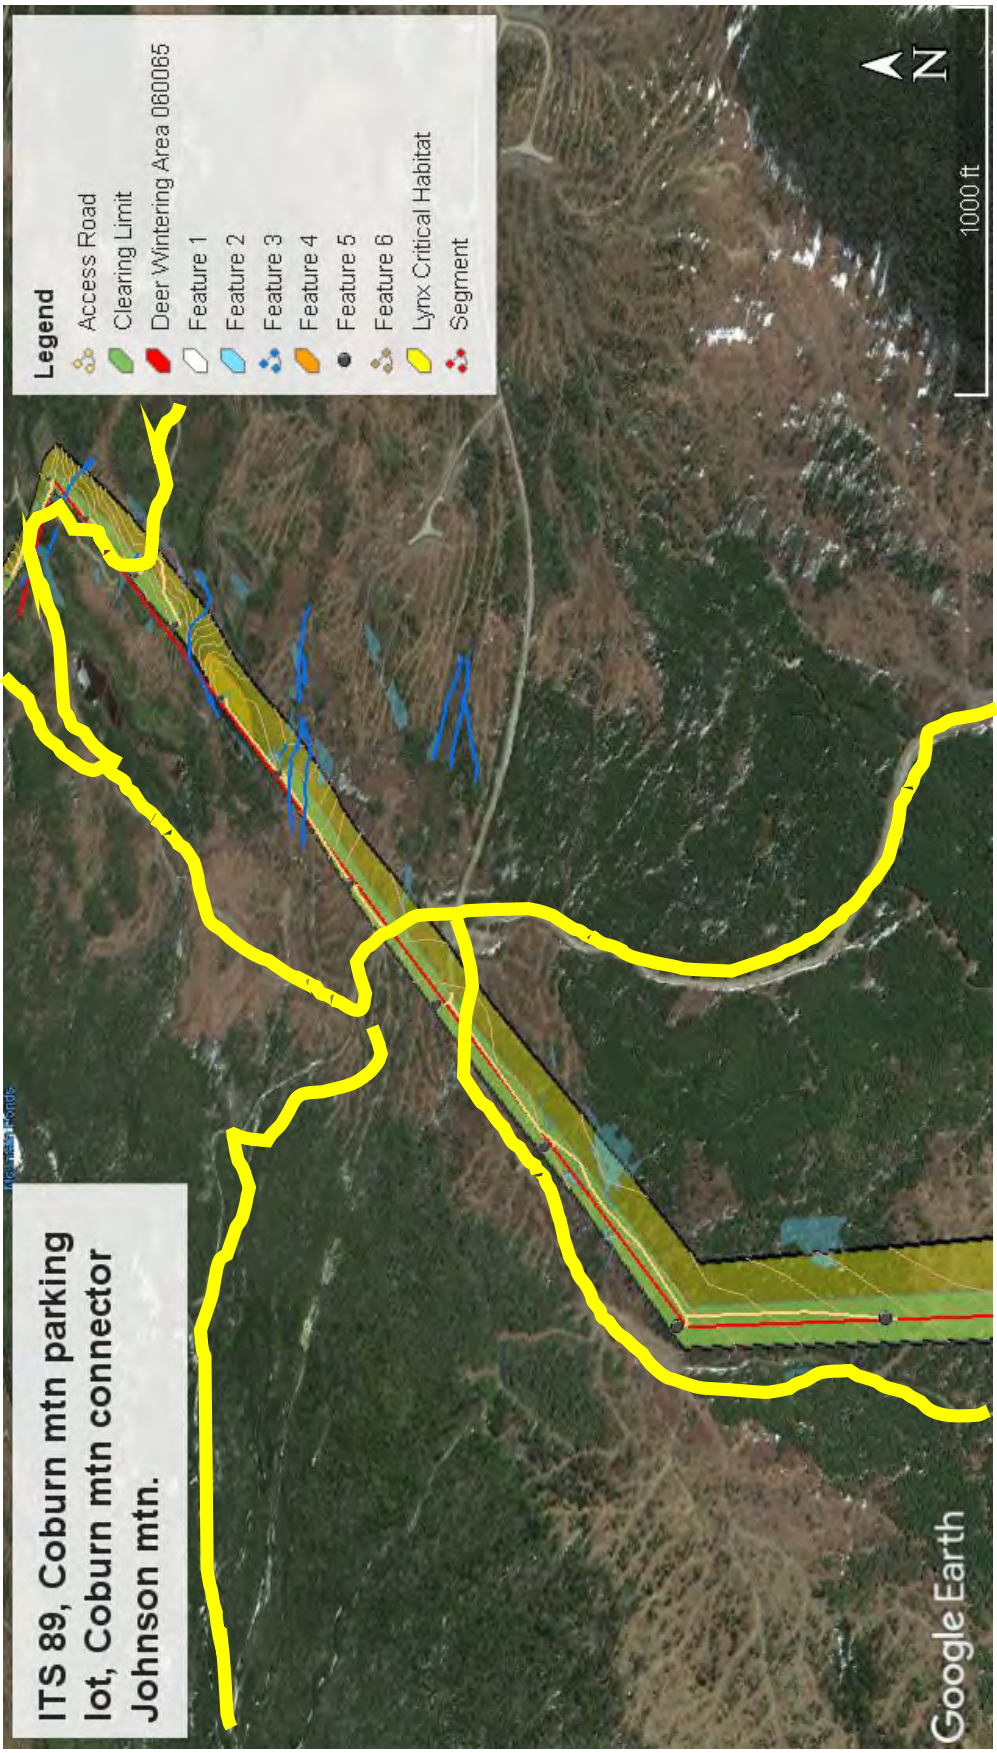 ITS 89, Coburn mtn parking
lot, Coburn mtn connector
Johnson mtn.
Legend
Access Road
Clearing Limit
Deer Wintering Area 060065
Feature 1
Feature 2
Feature 3
Feature 4
Feature 5
Feature 6
Lynx Critical Habitat
Segment
N
1000 ft
Google Earth